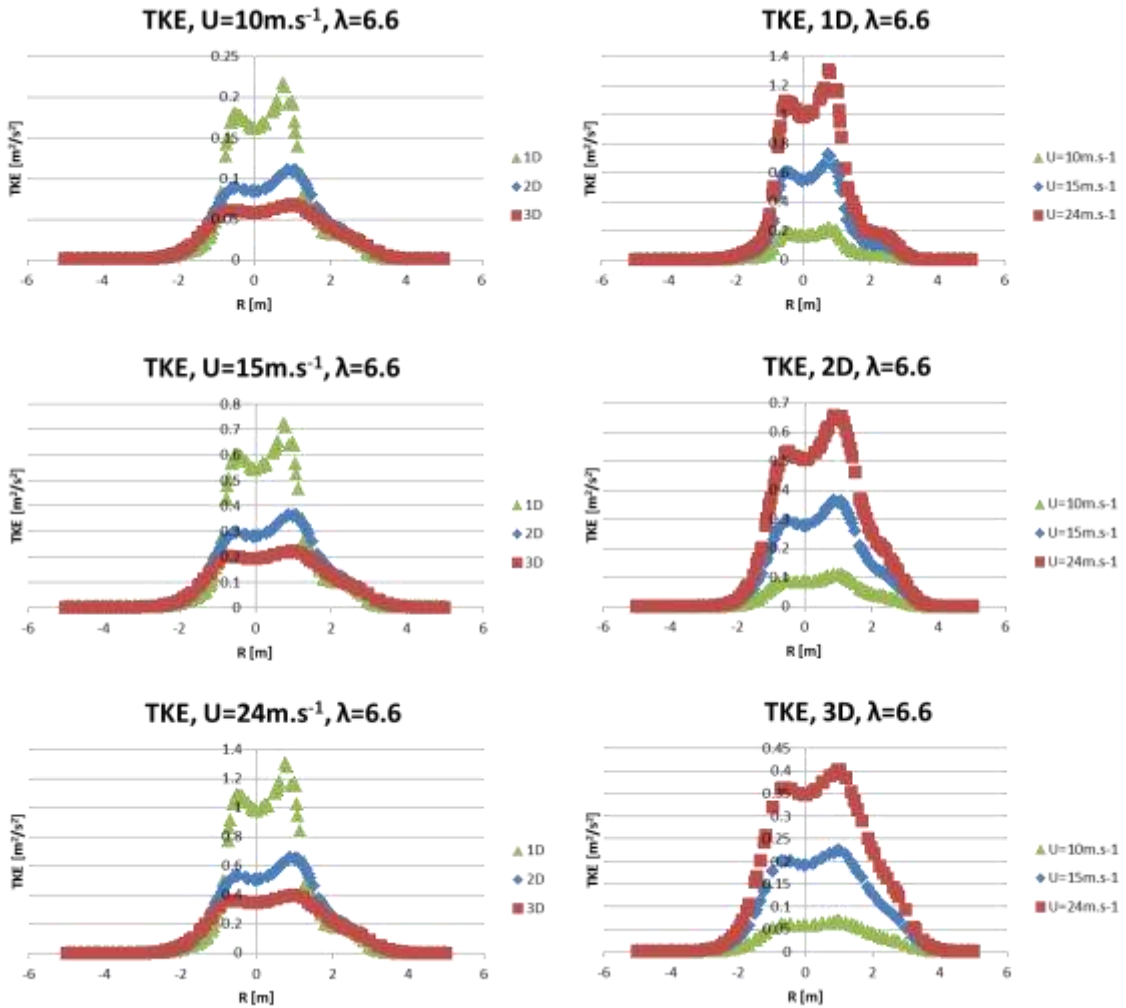 TKE, U=10m.s⁻¹, λ=6.6
TKE [m²/s²]
0.25
0.2
0.15
0.1
0.05
0
-6 -4 -2 0 2 4 6
R [m]
1D
2D
3D
TKE, 1D, λ=6.6
TKE [m²/s²]
1.4
1.2
1.0
0.8
0.6
0.4
0.2
0.0
-6 -4 -2 0 2 4 6
R [m]
U=10m.s-1
U=15m.s-1
U=24m.s-1
TKE, U=15m.s⁻¹, λ=6.6
TKE [m²/s²]
0.8
0.7
0.6
0.5
0.4
0.3
0.2
0.1
0
-6 -4 -2 0 2 4 6
R [m]
1D
2D
3D
TKE, 2D, λ=6.6
TKE [m²/s²]
0.7
0.6
0.5
0.4
0.3
0.2
0.1
0
-6 -4 -2 0 2 4 6
R [m]
U=10m.s-1
U=15m.s-1
U=24m.s-1
TKE, U=24m.s⁻¹, λ=6.6
TKE [m²/s²]
1.4
1.2
1
0.8
0.6
0.4
0.2
0
-6 -4 -2 0 2 4 6
R [m]
1D
2D
3D
TKE, 3D, λ=6.6
TKE [m²/s²]
0.45
0.4
0.35
0.3
0.25
0.2
0.15
0.1
0.05
0
-6 -4 -2 0 2 4 6
R [m]
U=10m.s-1
U=15m.s-1
U=24m.s-1